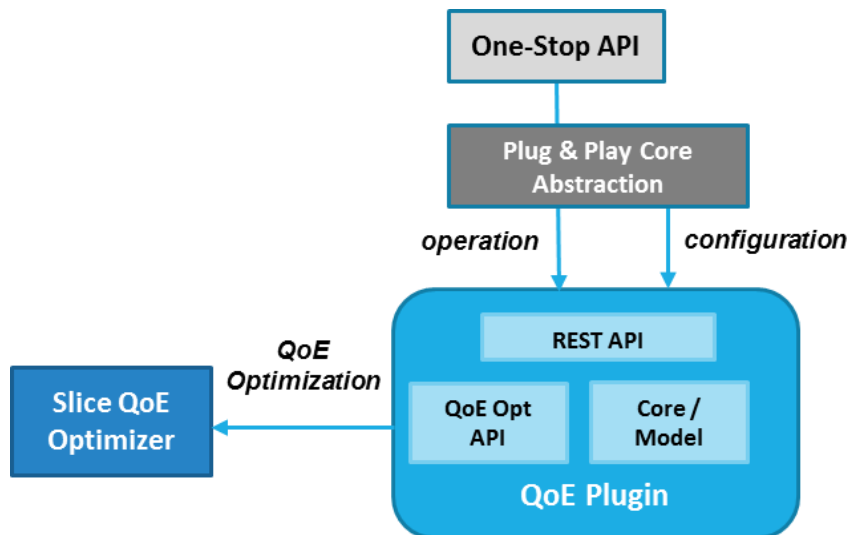 One-Stop API
Plug & Play Core
Abstraction
operation
configuration
REST API
QoE
Optimization
Slice QoE
Optimizer
QoE Opt
API
Core /
Model
QoE Plugin